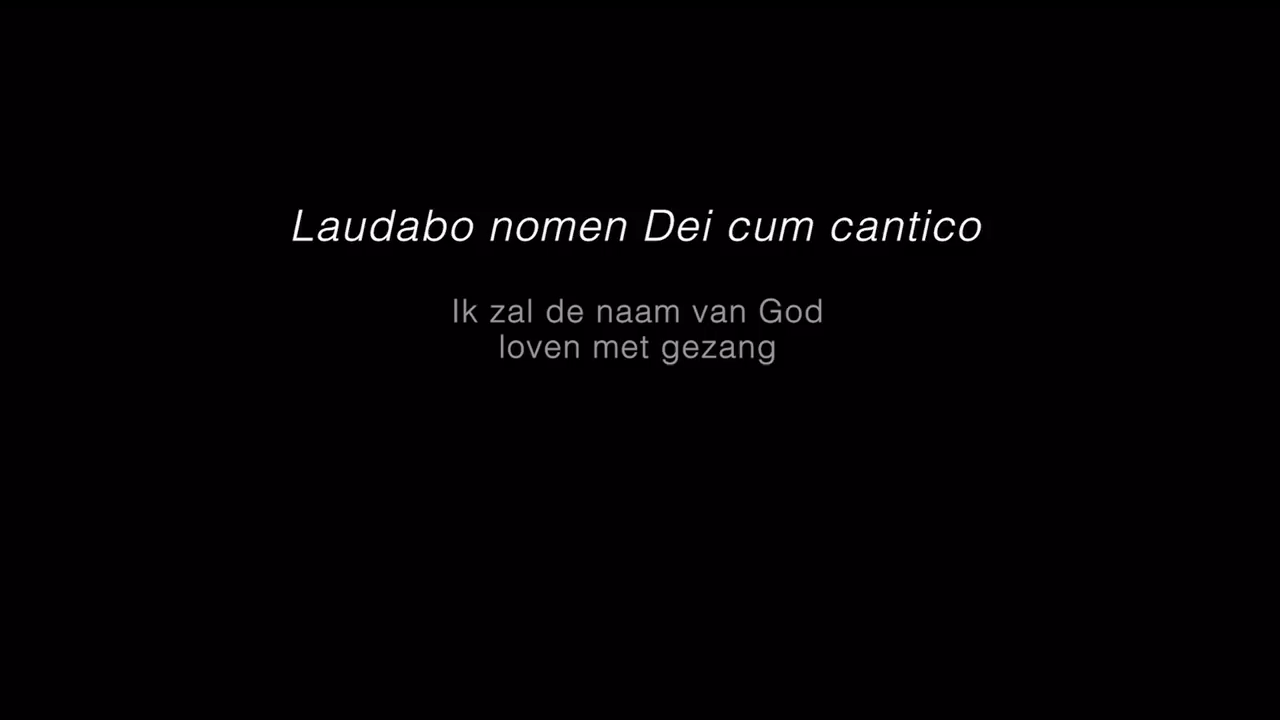 Laudabo nomen Dei cum cantico
Ik zal de naam van God
loven met gezang